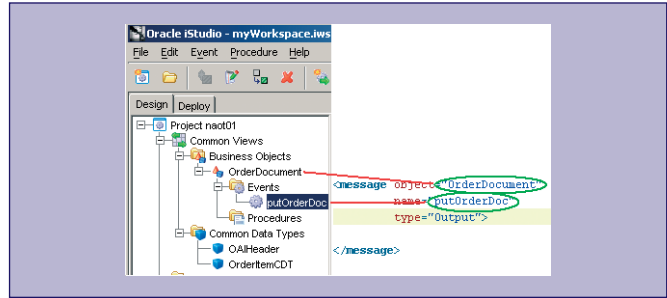 Oracle iStudio - myWorkspace.iws
File Edit Event Procedure Help
Design Deploy
Project naot01
Common Views
Business Objects
OrderDocument
Events
putOrderDoc
Procedures
Common Data Types
OAIHeader
OrderItemCDT
<message object="OrderDocument"
name="putOrderDoc"
type="Output">
</message>